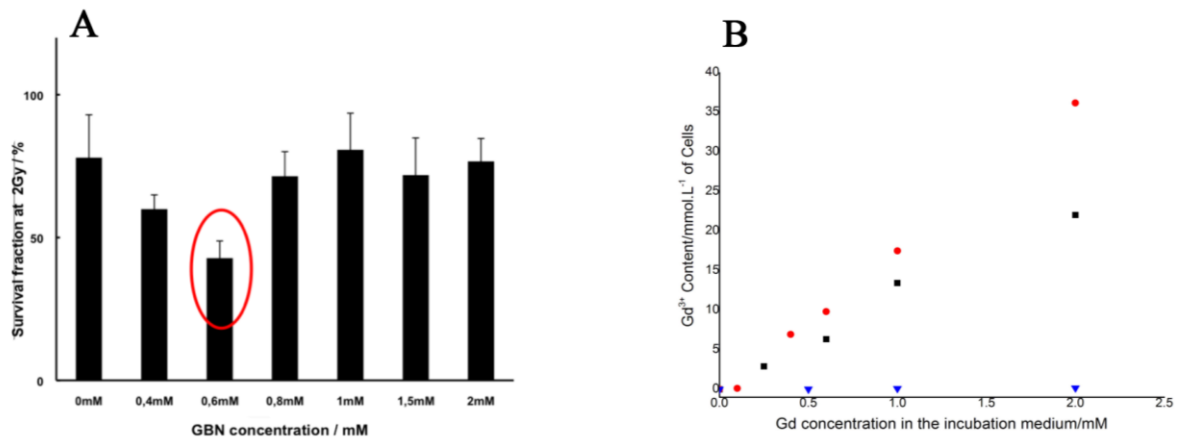 A
Survival fraction at 2Gy / %
100
50
0
0mM 0,4mM 0,6mM 0,8mM 1mM 1,5mM 2mM
GBN concentration / mM
B
Gd³⁺ Content/mmol.L⁻¹ of Cells
40
35
30
25
20
15
10
5
0
0.0 0.5 1.0 1.5 2.0 2.5
Gd concentration in the incubation medium/mM